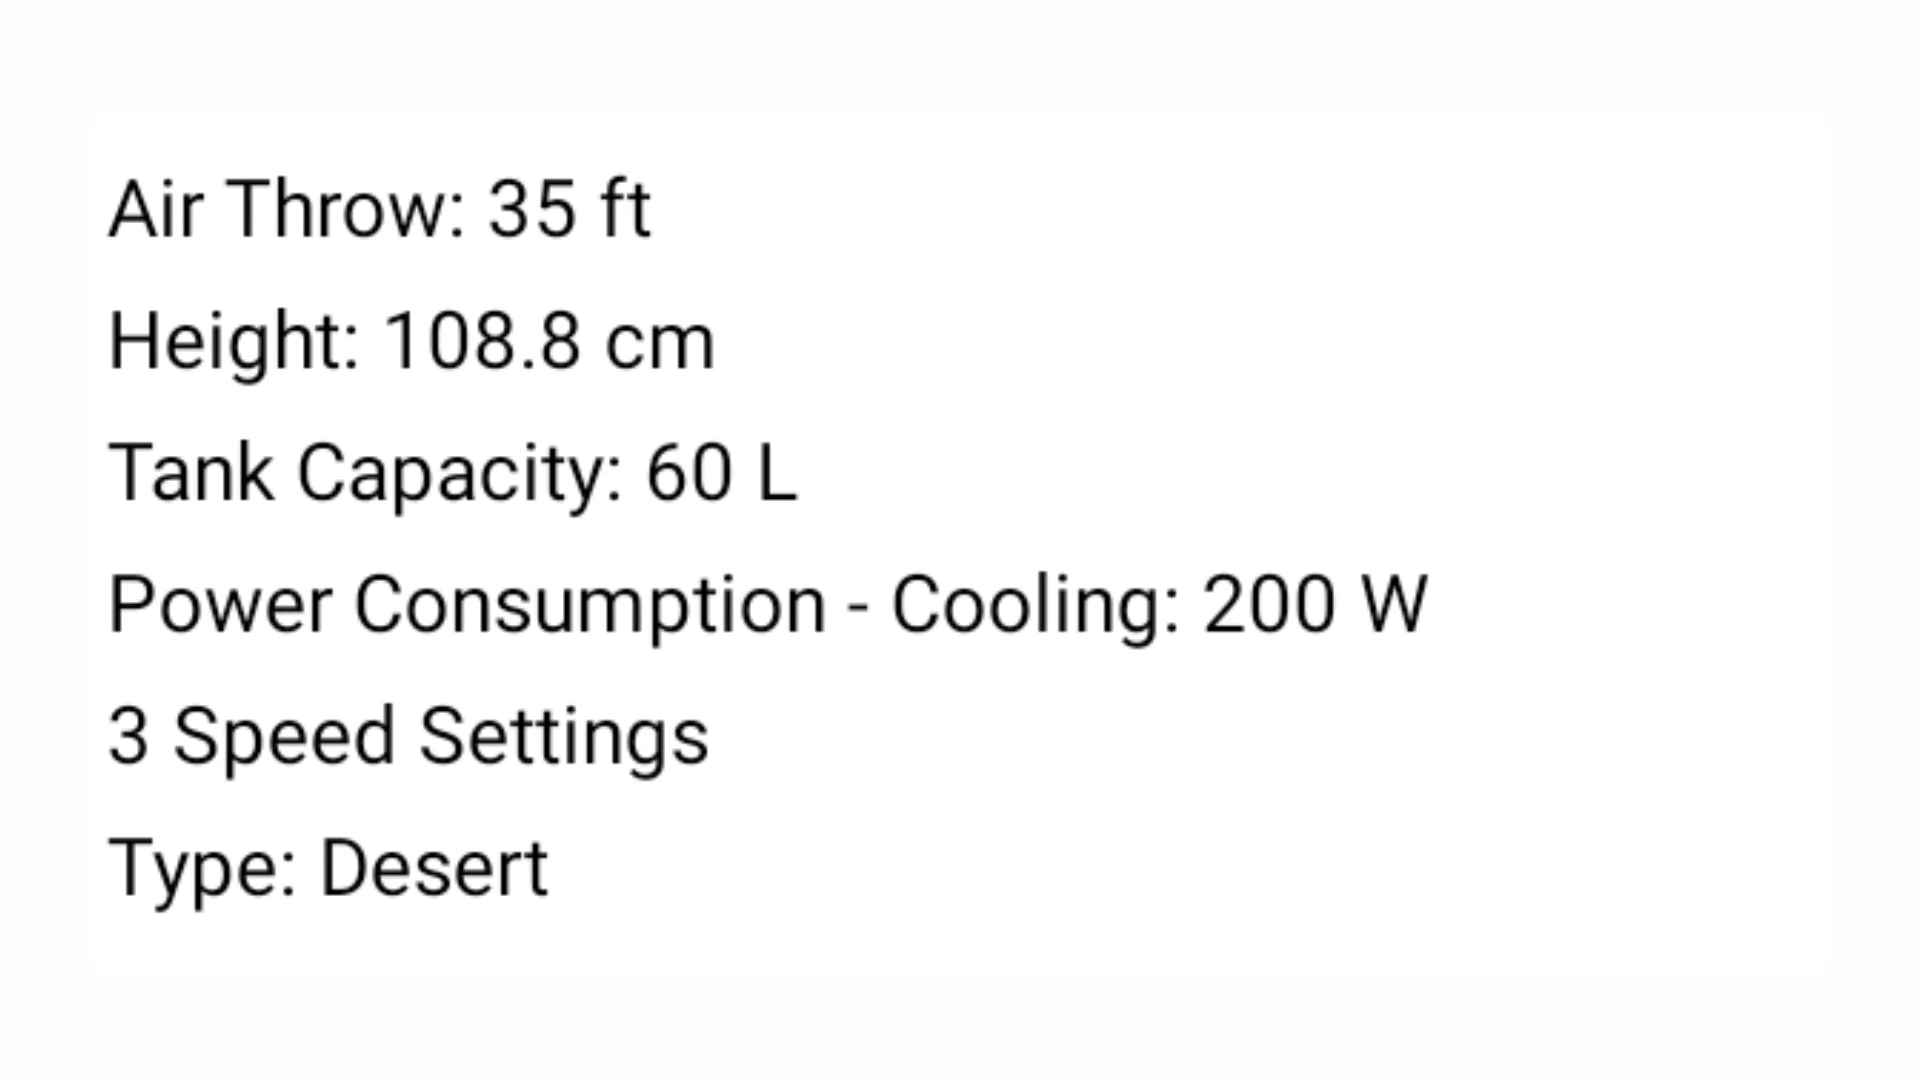 Air Throw: 35 ft
Height: 108.8 cm
Tank Capacity: 60 L
Power Consumption - Cooling: 200 W
3 Speed Settings
Type: Desert